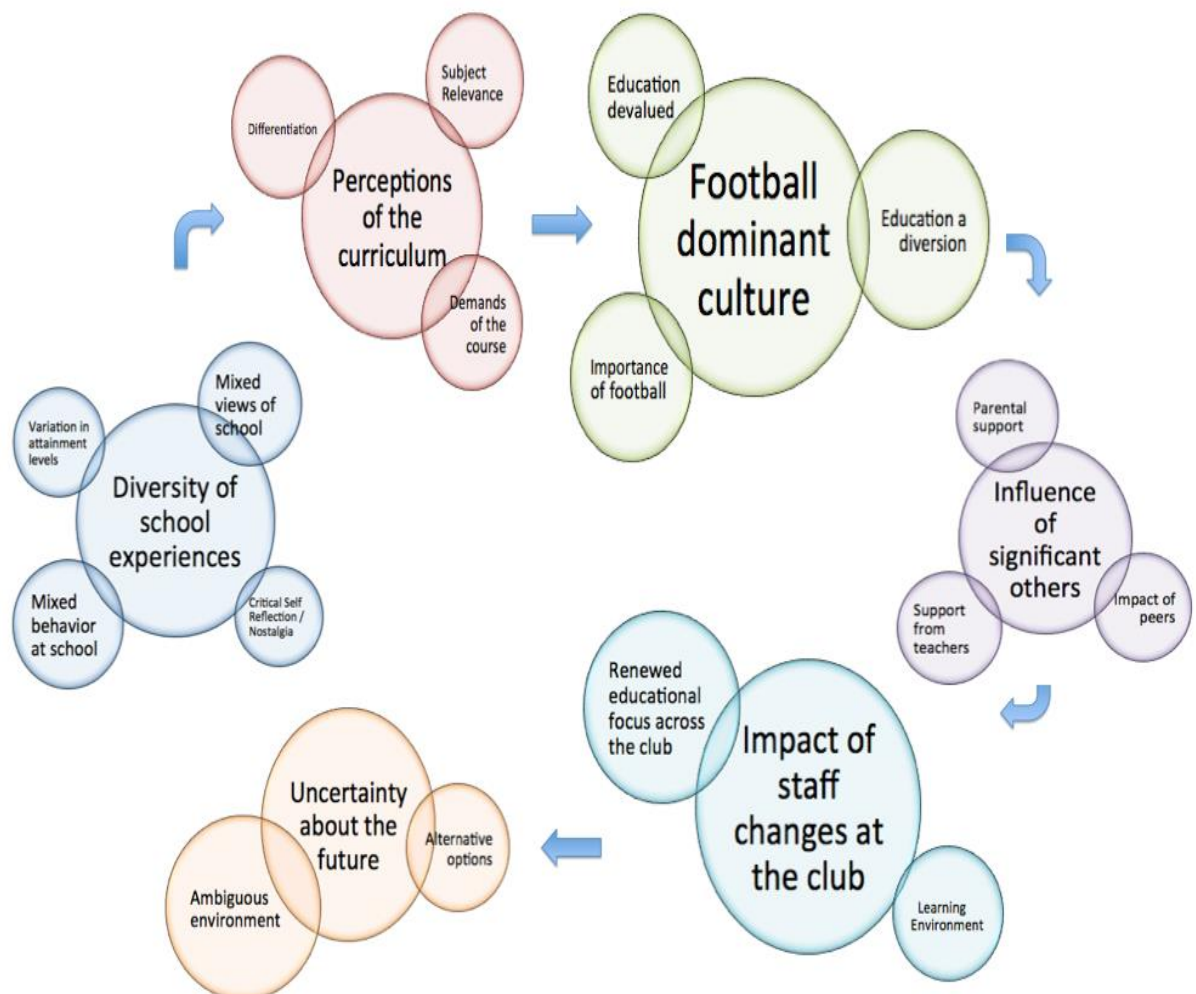 Differentiation
Subject
Relevance
Perceptions
of the
curriculum
Demands
of the
course
Education
devalued
Football
dominant
culture
Education a
diversion
Importance
of football
Variation in
attainment
levels
Mixed
views of
school
Diversity of
school
experiences
Mixed
behavior
at school
Critical Self
Reflection /
Nostalgia
Parental
support
Influence
of
significant
others
Support
from
teachers
Impact of
peers
Renewed
educational
focus across
the club
Impact of
staff
changes at
the club
Learning
Environment
Uncertainty
about the
future
Alternative
options
Ambiguous
environment